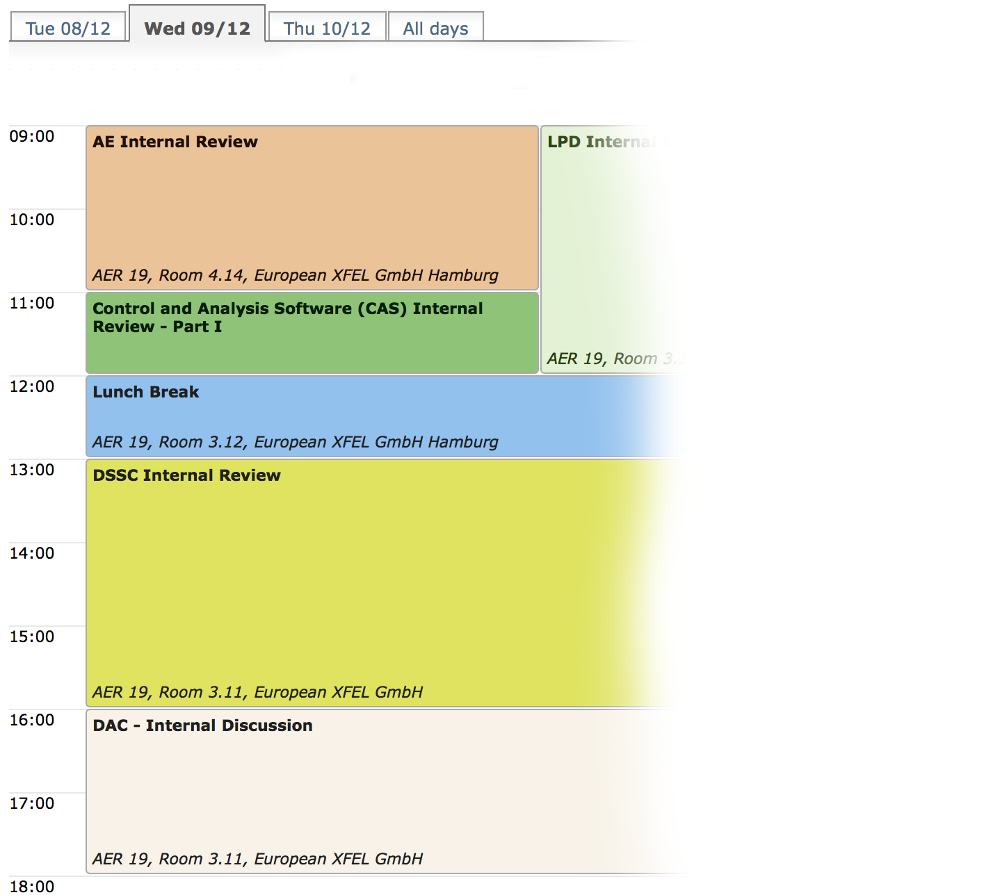 Tue 08/12 Wed 09/12 Thu 10/12 All days
09:00
AE Internal Review
LPD Internal
10:00
AER 19, Room 4.14, European XFEL GmbH Hamburg
11:00
Control and Analysis Software (CAS) Internal
Review - Part I
AER 19, Room
12:00
Lunch Break
AER 19, Room 3.12, European XFEL GmbH Hamburg
13:00
DSSC Internal Review
14:00
15:00
AER 19, Room 3.11, European XFEL GmbH
16:00
DAC - Internal Discussion
17:00
AER 19, Room 3.11, European XFEL GmbH
18:00